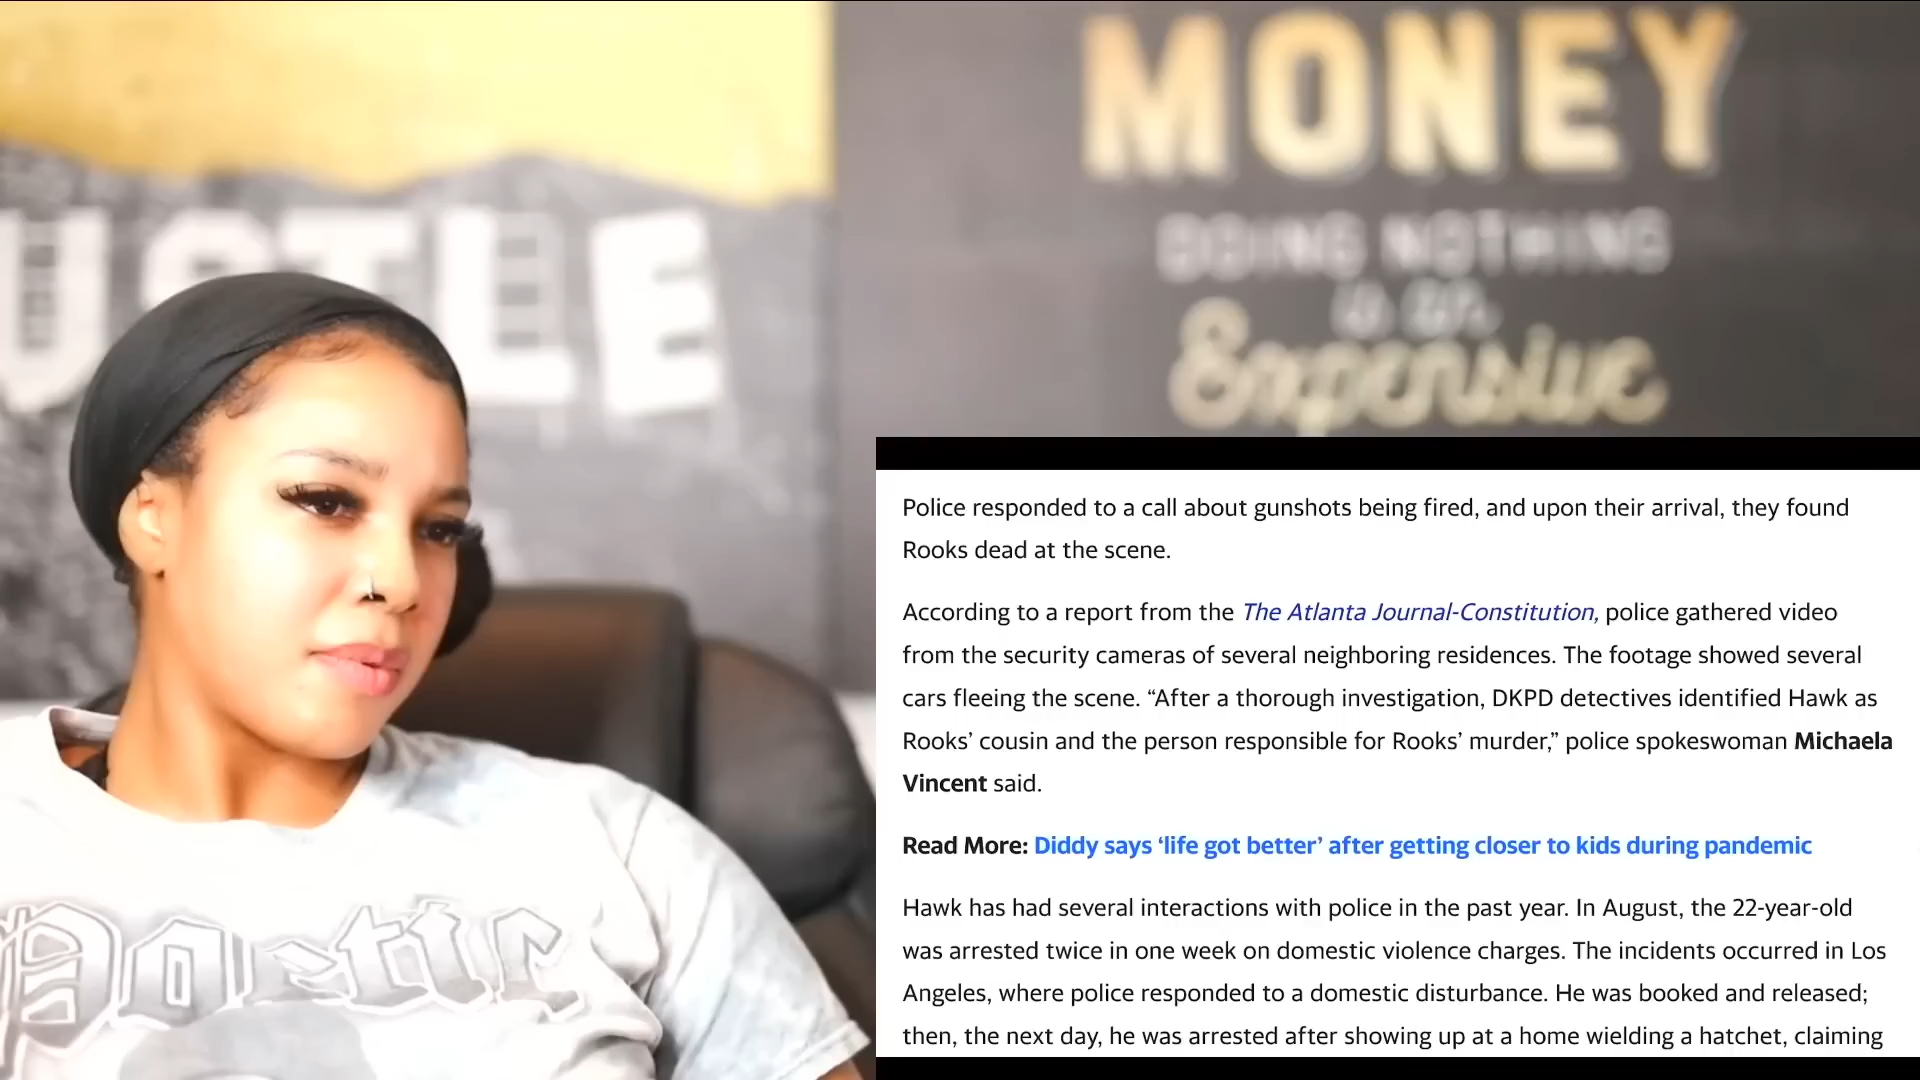 MONEY
USTLE
DOING NOTHING
is an
Expensive
Police responded to a call about gunshots being fired, and upon their arrival, they found
Rooks dead at the scene.
According to a report from the The Atlanta Journal-Constitution, police gathered video
from the security cameras of several neighboring residences. The footage showed several
cars fleeing the scene. “After a thorough investigation, DKPD detectives identified Hawk as
Rooks’ cousin and the person responsible for Rooks’ murder,” police spokeswoman Michaela
Vincent said.
Read More: Diddy says ‘life got better’ after getting closer to kids during pandemic
Hawk has had several interactions with police in the past year. In August, the 22-year-old
was arrested twice in one week on domestic violence charges. The incidents occurred in Los
Angeles, where police responded to a domestic disturbance. He was booked and released;
then, the next day, he was arrested after showing up at a home wielding a hatchet, claiming
Poetic